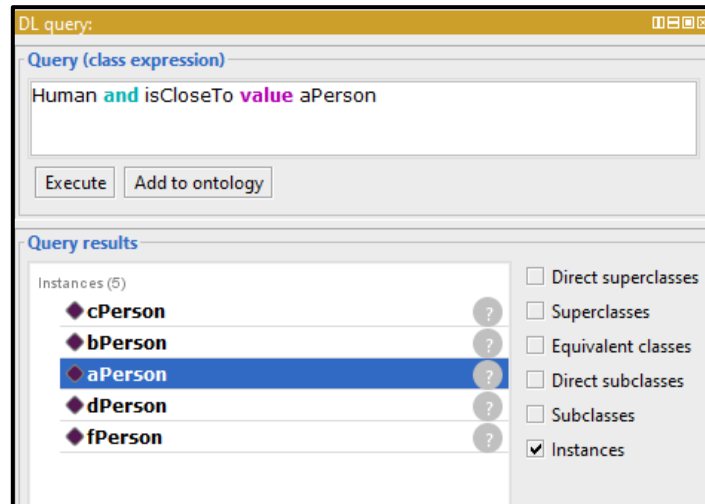 DL query:
Query (class expression)
Human and isCloseTo value aPerson
Execute Add to ontology
Query results
Instances (5)
cPerson ?
bPerson ?
aPerson ?
dPerson ?
fPerson ?
Direct superclasses
Superclasses
Equivalent classes
Direct subclasses
Subclasses
Instances